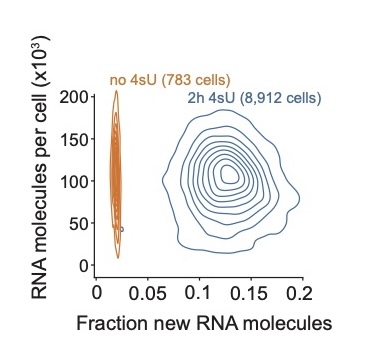 RNA molecules per cell (x10³)
no 4sU (783 cells)
2h 4sU (8,912 cells)
200
150
100
50
0
0 0.05 0.1 0.15 0.2
Fraction new RNA molecules